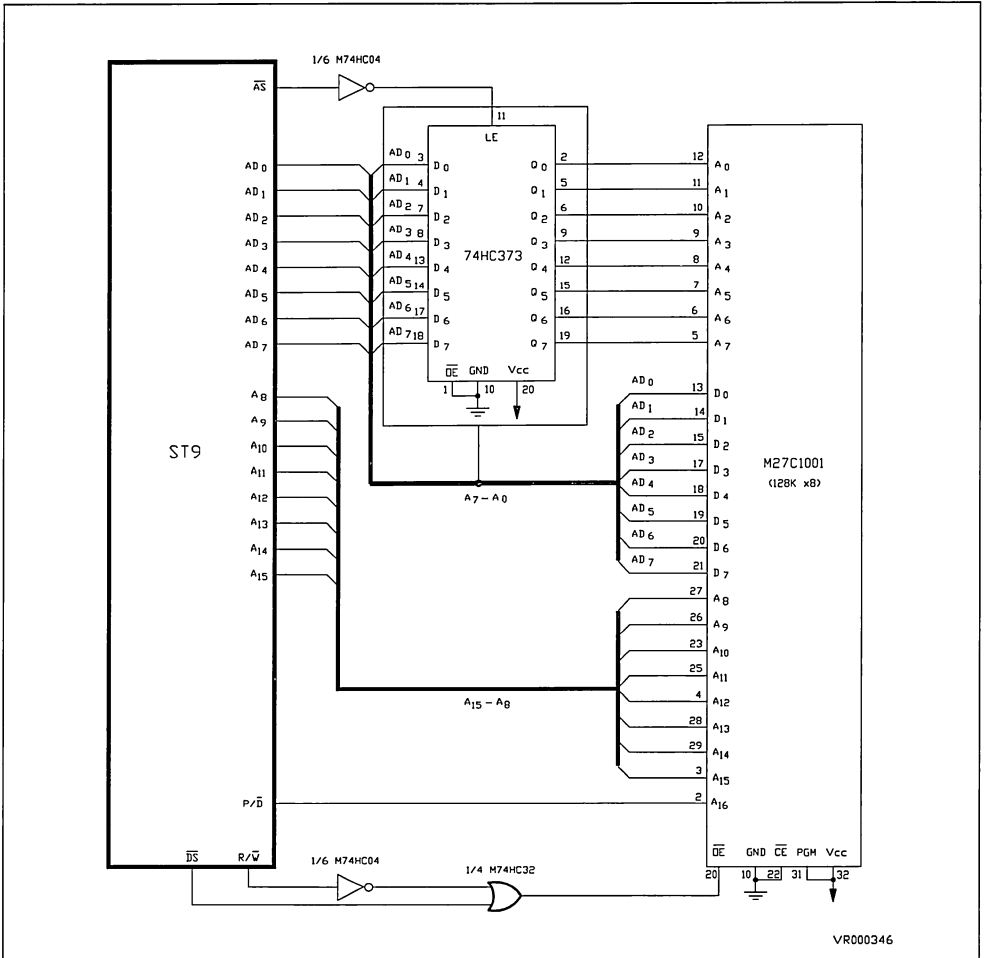 1/6 M74HC04
A̅S̅
11
LE
AD0 AD0 3 D0 Q0 2 12 A0
AD1 AD1 4 D1 Q1 5 11 A1
AD2 AD2 7 D2 Q2 6 10 A2
AD3 AD3 8 D3 Q3 9 9 A3
74HC373
AD4 AD4 13 D4 Q4 12 8 A4
AD5 AD5 14 D5 Q5 15 7 A5
AD6 AD6 17 D6 Q6 16 6 A6
AD7 AD7 18 D7 Q7 19 5 A7
O̅E̅ GND Vcc
1 10 20
AD0 13 D0
AD1 14 D1
AD2 15 D2
AD3 17 D3
AD4 18 D4
AD5 19 D5
AD6 20 D6
AD7 21 D7
A8
A9
A10
A11
A12
A13
A14
A15
ST9
M27C1001
(128K x8)
A7-A0
27 A8
26 A9
23 A10
25 A11
4 A12
28 A13
29 A14
3 A15
A15-A8
P/D̅ 2 A16
D̅S̅ R/W̅
1/6 M74HC04
1/4 M74HC32
O̅E̅ GND C̅E̅ PGM Vcc
20 10 22 31 32
VR000346